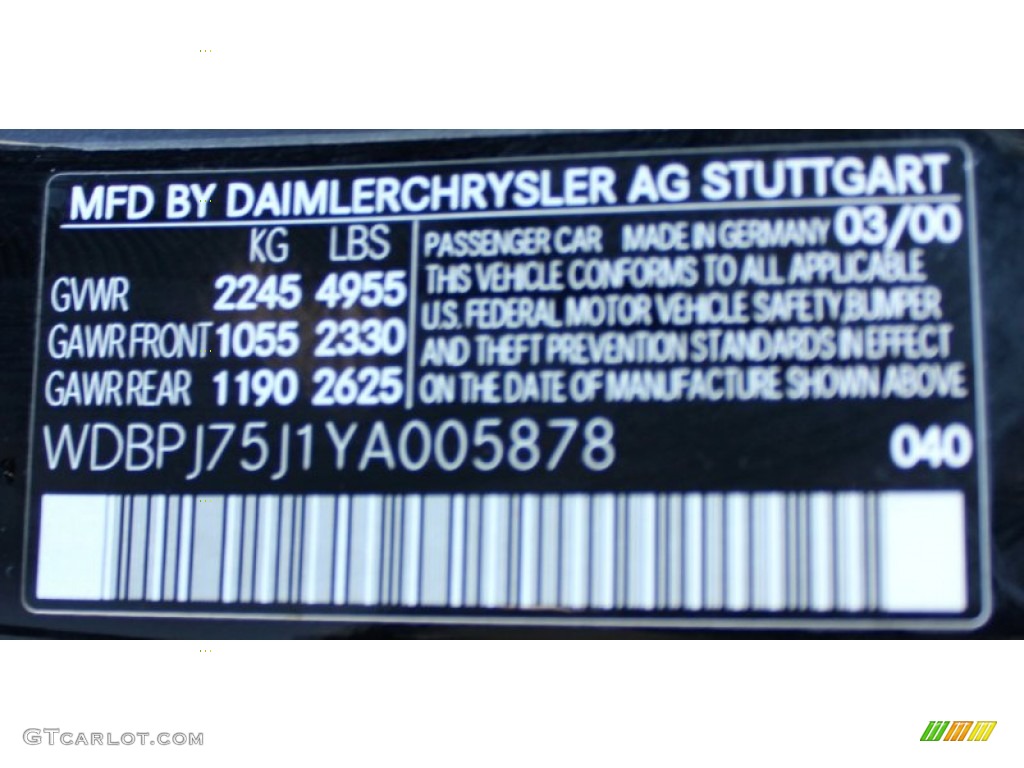 MFD BY DAIMLERCHRYSLER AG STUTTGART
KG LBS
GVWR 2245 4955
GAWR FRONT 1055 2330
GAWR REAR 1190 2625
PASSENGER CAR MADE IN GERMANY 03/00
THIS VEHICLE CONFORMS TO ALL APPLICABLE
U.S. FEDERAL MOTOR VEHICLE SAFETY, BUMPER
AND THEFT PREVENTION STANDARDS IN EFFECT
ON THE DATE OF MANUFACTURE SHOWN ABOVE
WDBPJ75J1YA005878 040
GTCARLOT.COM